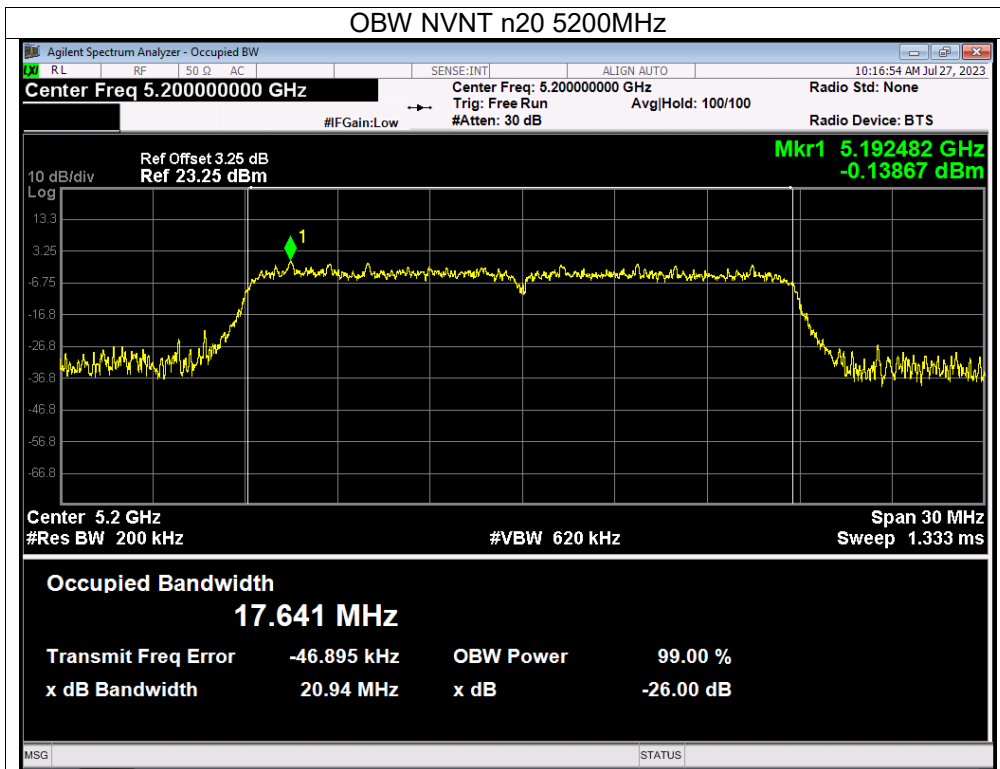 OBW NVNT n20 5200MHz
Agilent Spectrum Analyzer - Occupied BW
LXI RL RF 50 Ω AC SENSE:INT ALIGN AUTO 10:16:54 AM Jul 27, 2023
Center Freq 5.200000000 GHz Center Freq: 5.200000000 GHz Radio Std: None
Trig: Free Run Avg|Hold: 100/100
#IFGain:Low #Atten: 30 dB Radio Device: BTS
Mkr1 5.192482 GHz
-0.13867 dBm
Ref Offset 3.25 dB
10 dB/div Ref 23.25 dBm
Log
13.3
1
3.25
-6.75
-16.8
-26.8
-36.8
-46.8
-56.8
-66.8
Center 5.2 GHz Span 30 MHz
#Res BW 200 kHz #VBW 620 kHz Sweep 1.333 ms
Occupied Bandwidth
17.641 MHz
Transmit Freq Error -46.895 kHz OBW Power 99.00 %
x dB Bandwidth 20.94 MHz x dB -26.00 dB
MSG STATUS